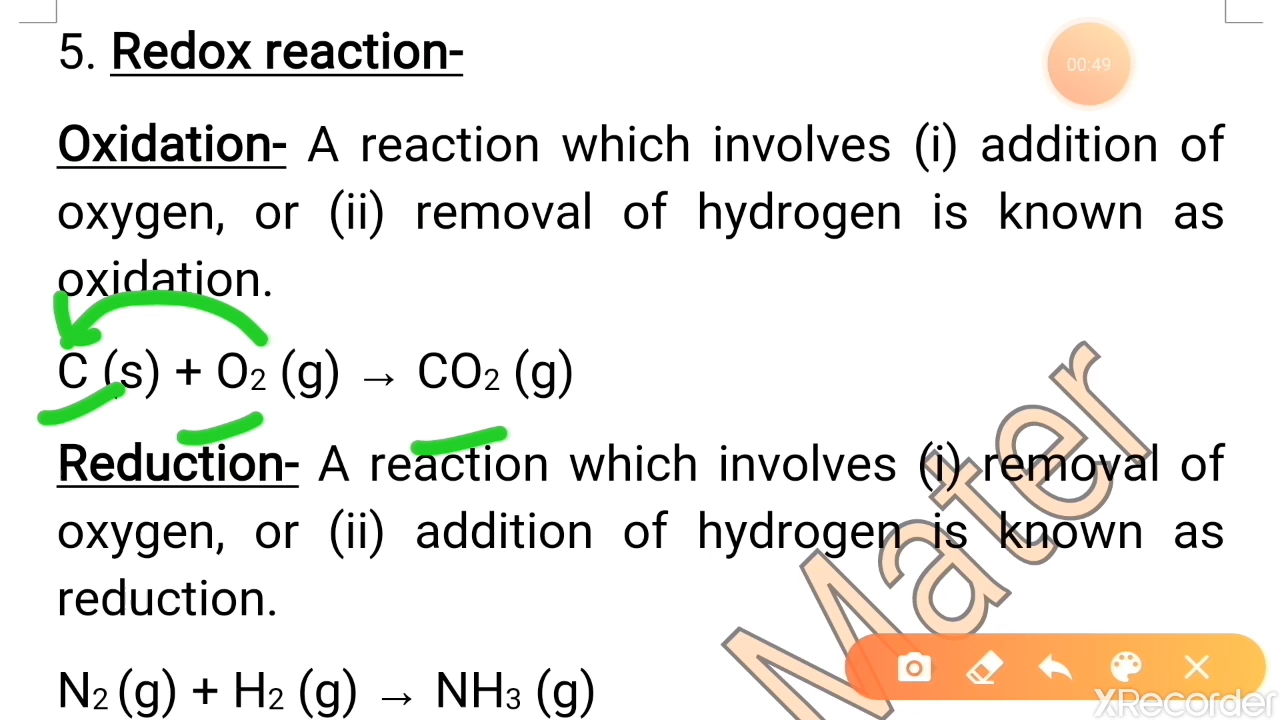 5. Redox reaction-
00:49
Oxidation- A reaction which involves (i) addition of
oxygen, or (ii) removal of hydrogen is known as
oxidation.
C (s) + O₂ (g) → CO₂ (g)
Reduction- A reaction which involves (i) removal of
oxygen, or (ii) addition of hydrogen is known as
reduction.
N₂ (g) + H₂ (g) → NH₃ (g)
Mater
XRecorder